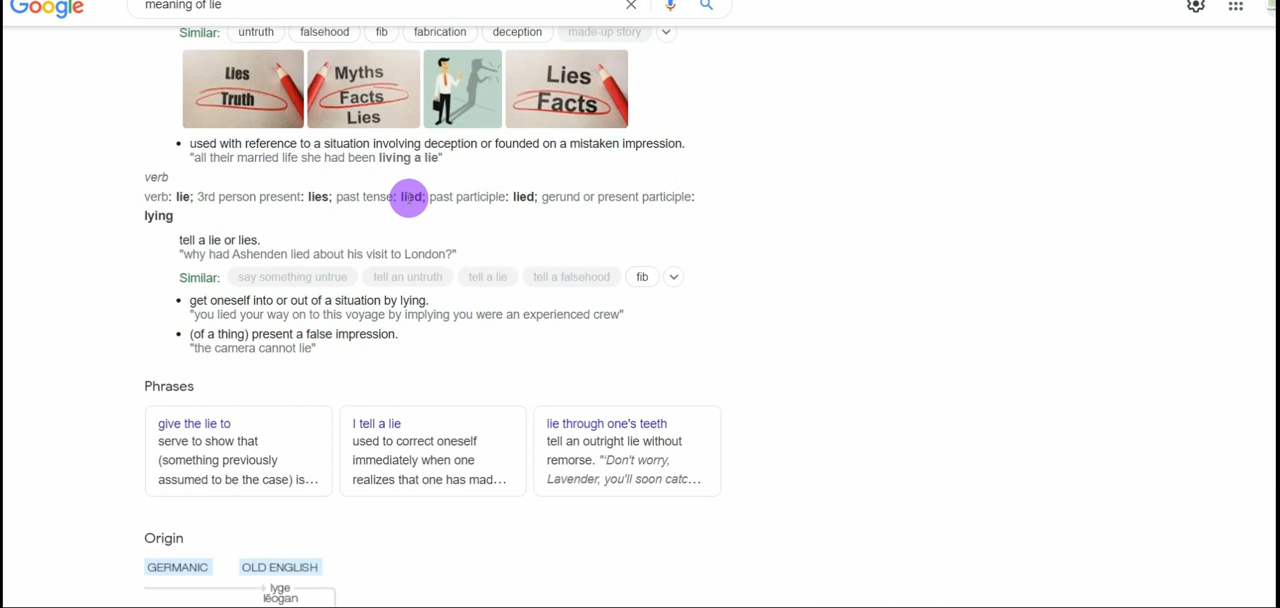 Google
meaning of lie
Similar: untruth falsehood fib fabrication deception made-up story
Lies
Truth
Myths
Facts
Lies
Lies
Facts
used with reference to a situation involving deception or founded on a mistaken impression.
"all their married life she had been living a lie"
verb
verb: lie; 3rd person present: lies; past tense: lied; past participle: lied; gerund or present participle:
lying
tell a lie or lies.
"why had Ashenden lied about his visit to London?"
Similar: say something untrue tell an untruth tell a lie tell a falsehood fib
get oneself into or out of a situation by lying.
"you lied your way on to this voyage by implying you were an experienced crew"
(of a thing) present a false impression.
"the camera cannot lie"
Phrases
give the lie to
serve to show that
(something previously
assumed to be the case) is…
I tell a lie
used to correct oneself
immediately when one
realizes that one has mad…
lie through one's teeth
tell an outright lie without
remorse. "'Don't worry,
Lavender, you'll soon catc…
Origin
GERMANIC OLD ENGLISH
lyge
lēogan